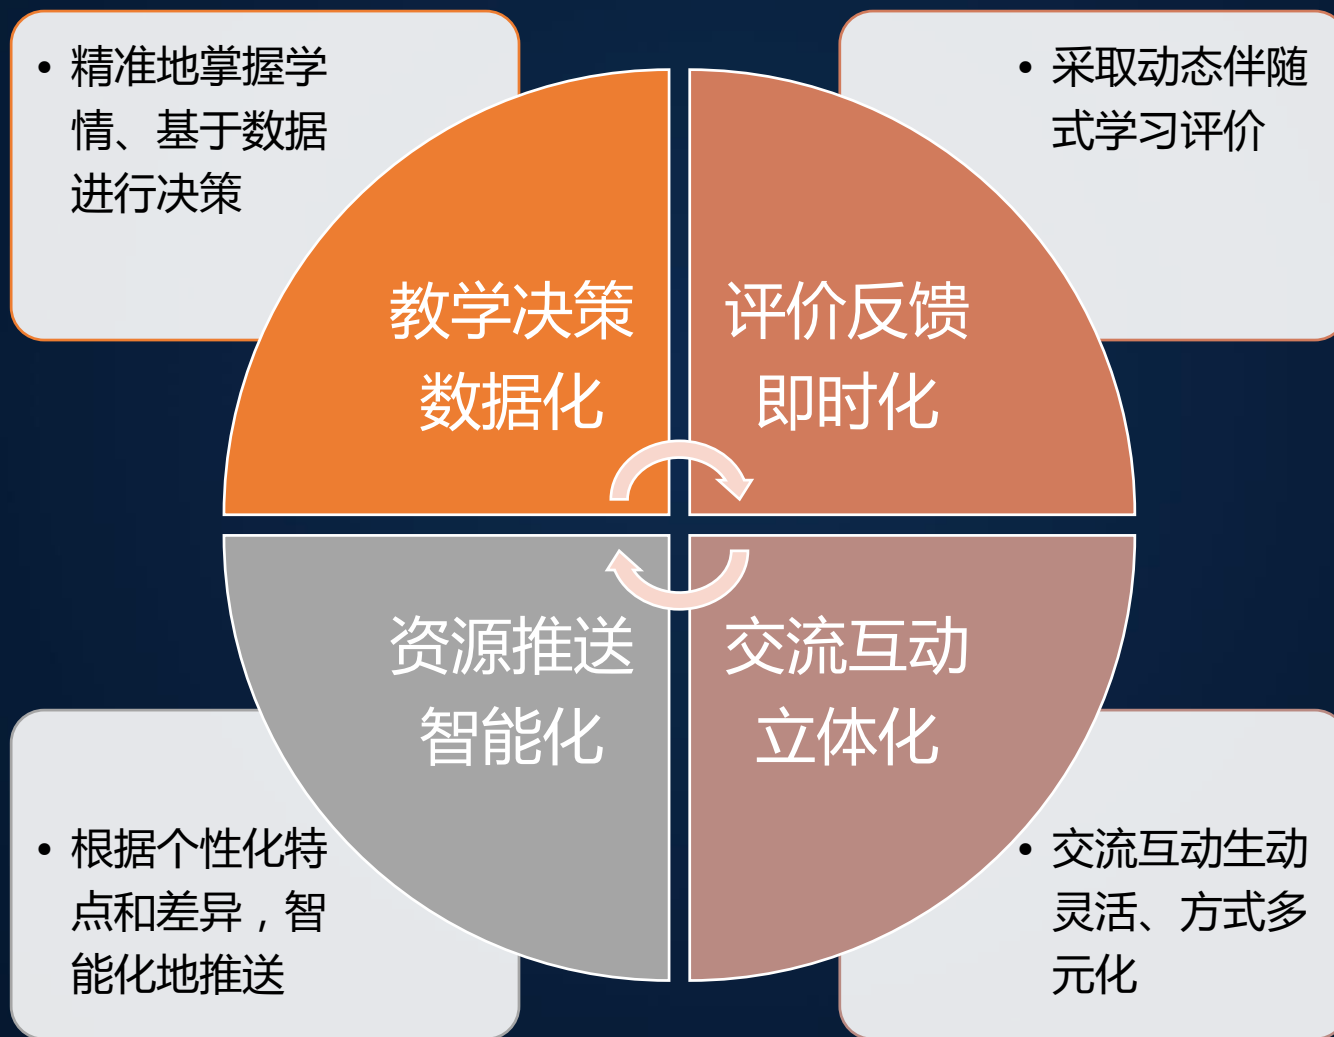 • 精准地掌握学
情、基于数据
进行决策
• 采取动态伴随
式学习评价
教学决策
数据化
评价反馈
即时化
资源推送
智能化
交流互动
立体化
• 根据个性化特
点和差异，智
能化地推送
• 交流互动生动
灵活、方式多
元化